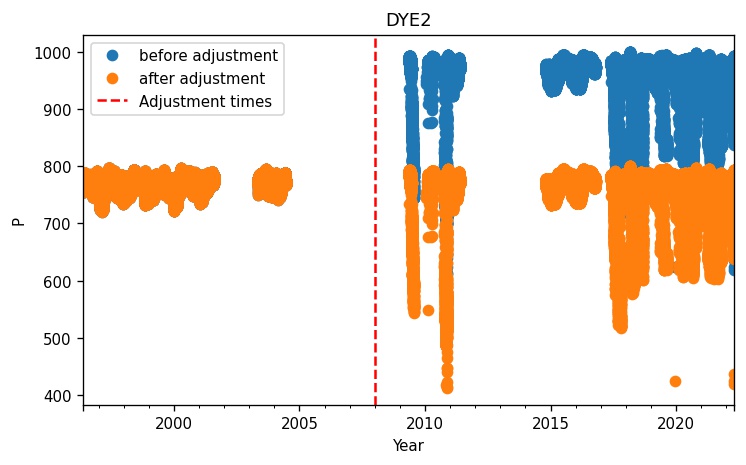 DYE2
before adjustment
after adjustment
Adjustment times
1000
900
800
700
600
500
400
P
2000
2005
2010
2015
2020
Year